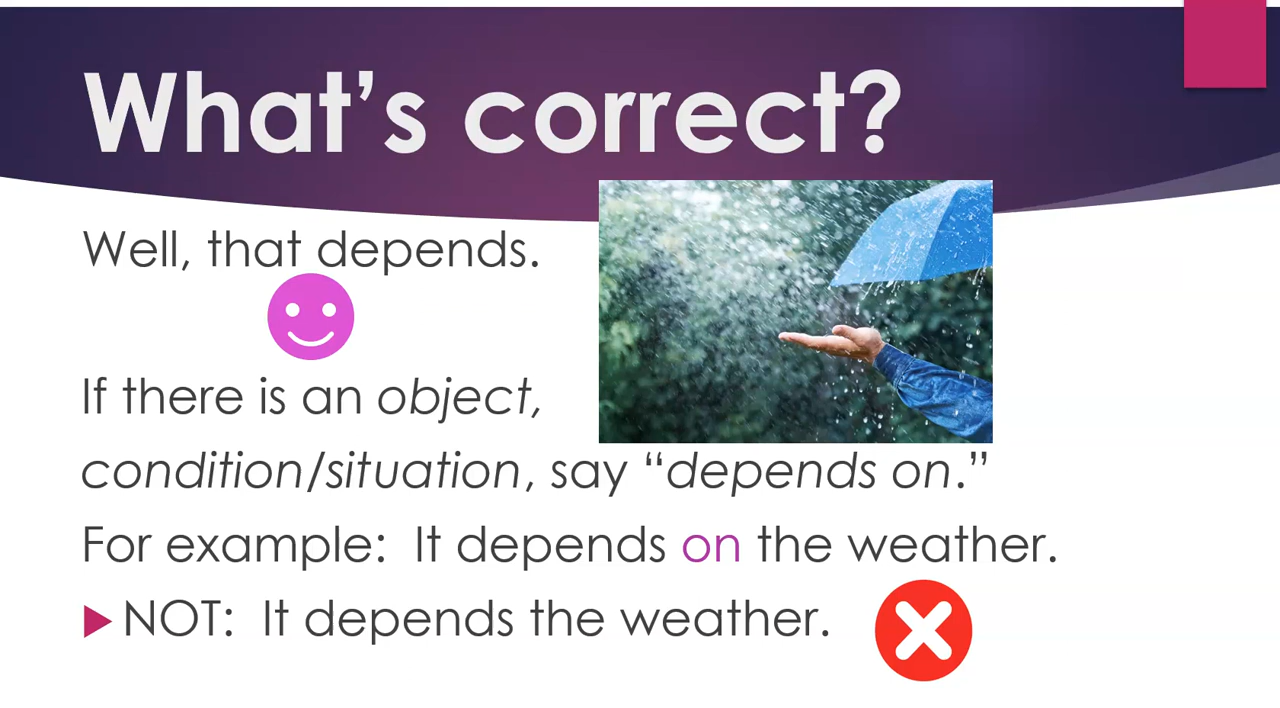 What’s correct?
Well, that depends.
If there is an object,
condition/situation, say “depends on.”
For example: It depends on the weather.
NOT: It depends the weather.